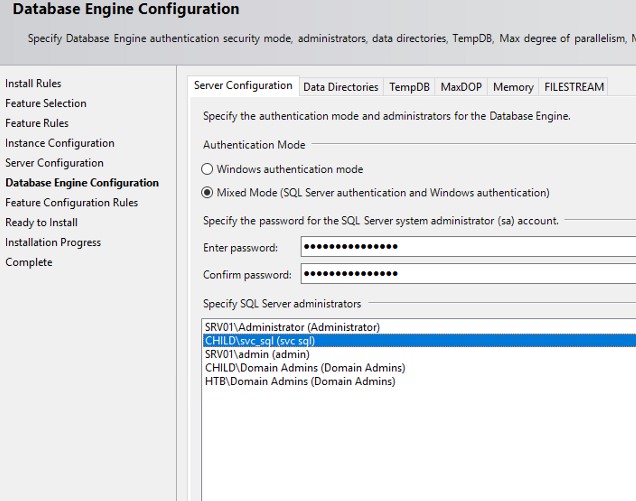 Database Engine Configuration
Specify Database Engine authentication security mode, administrators, data directories, TempDB, Max degree of parallelism,
Install Rules
Feature Selection
Feature Rules
Instance Configuration
Server Configuration
Database Engine Configuration
Feature Configuration Rules
Ready to Install
Installation Progress
Complete
Server Configuration Data Directories TempDB MaxDOP Memory FILESTREAM
Specify the authentication mode and administrators for the Database Engine.
Authentication Mode
Windows authentication mode
Mixed Mode (SQL Server authentication and Windows authentication)
Specify the password for the SQL Server system administrator (sa) account.
Enter password: ●●●●●●●●●●●●●●●
Confirm password: ●●●●●●●●●●●●●●●
Specify SQL Server administrators
SRV01\Administrator (Administrator)
CHILD\svc_sql (svc sql)
SRV01\admin (admin)
CHILD\Domain Admins (Domain Admins)
HTB\Domain Admins (Domain Admins)